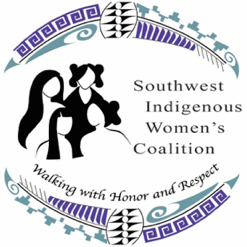 Southwest
Indigenous
Women's
Coalition
Walking with Honor and Respect